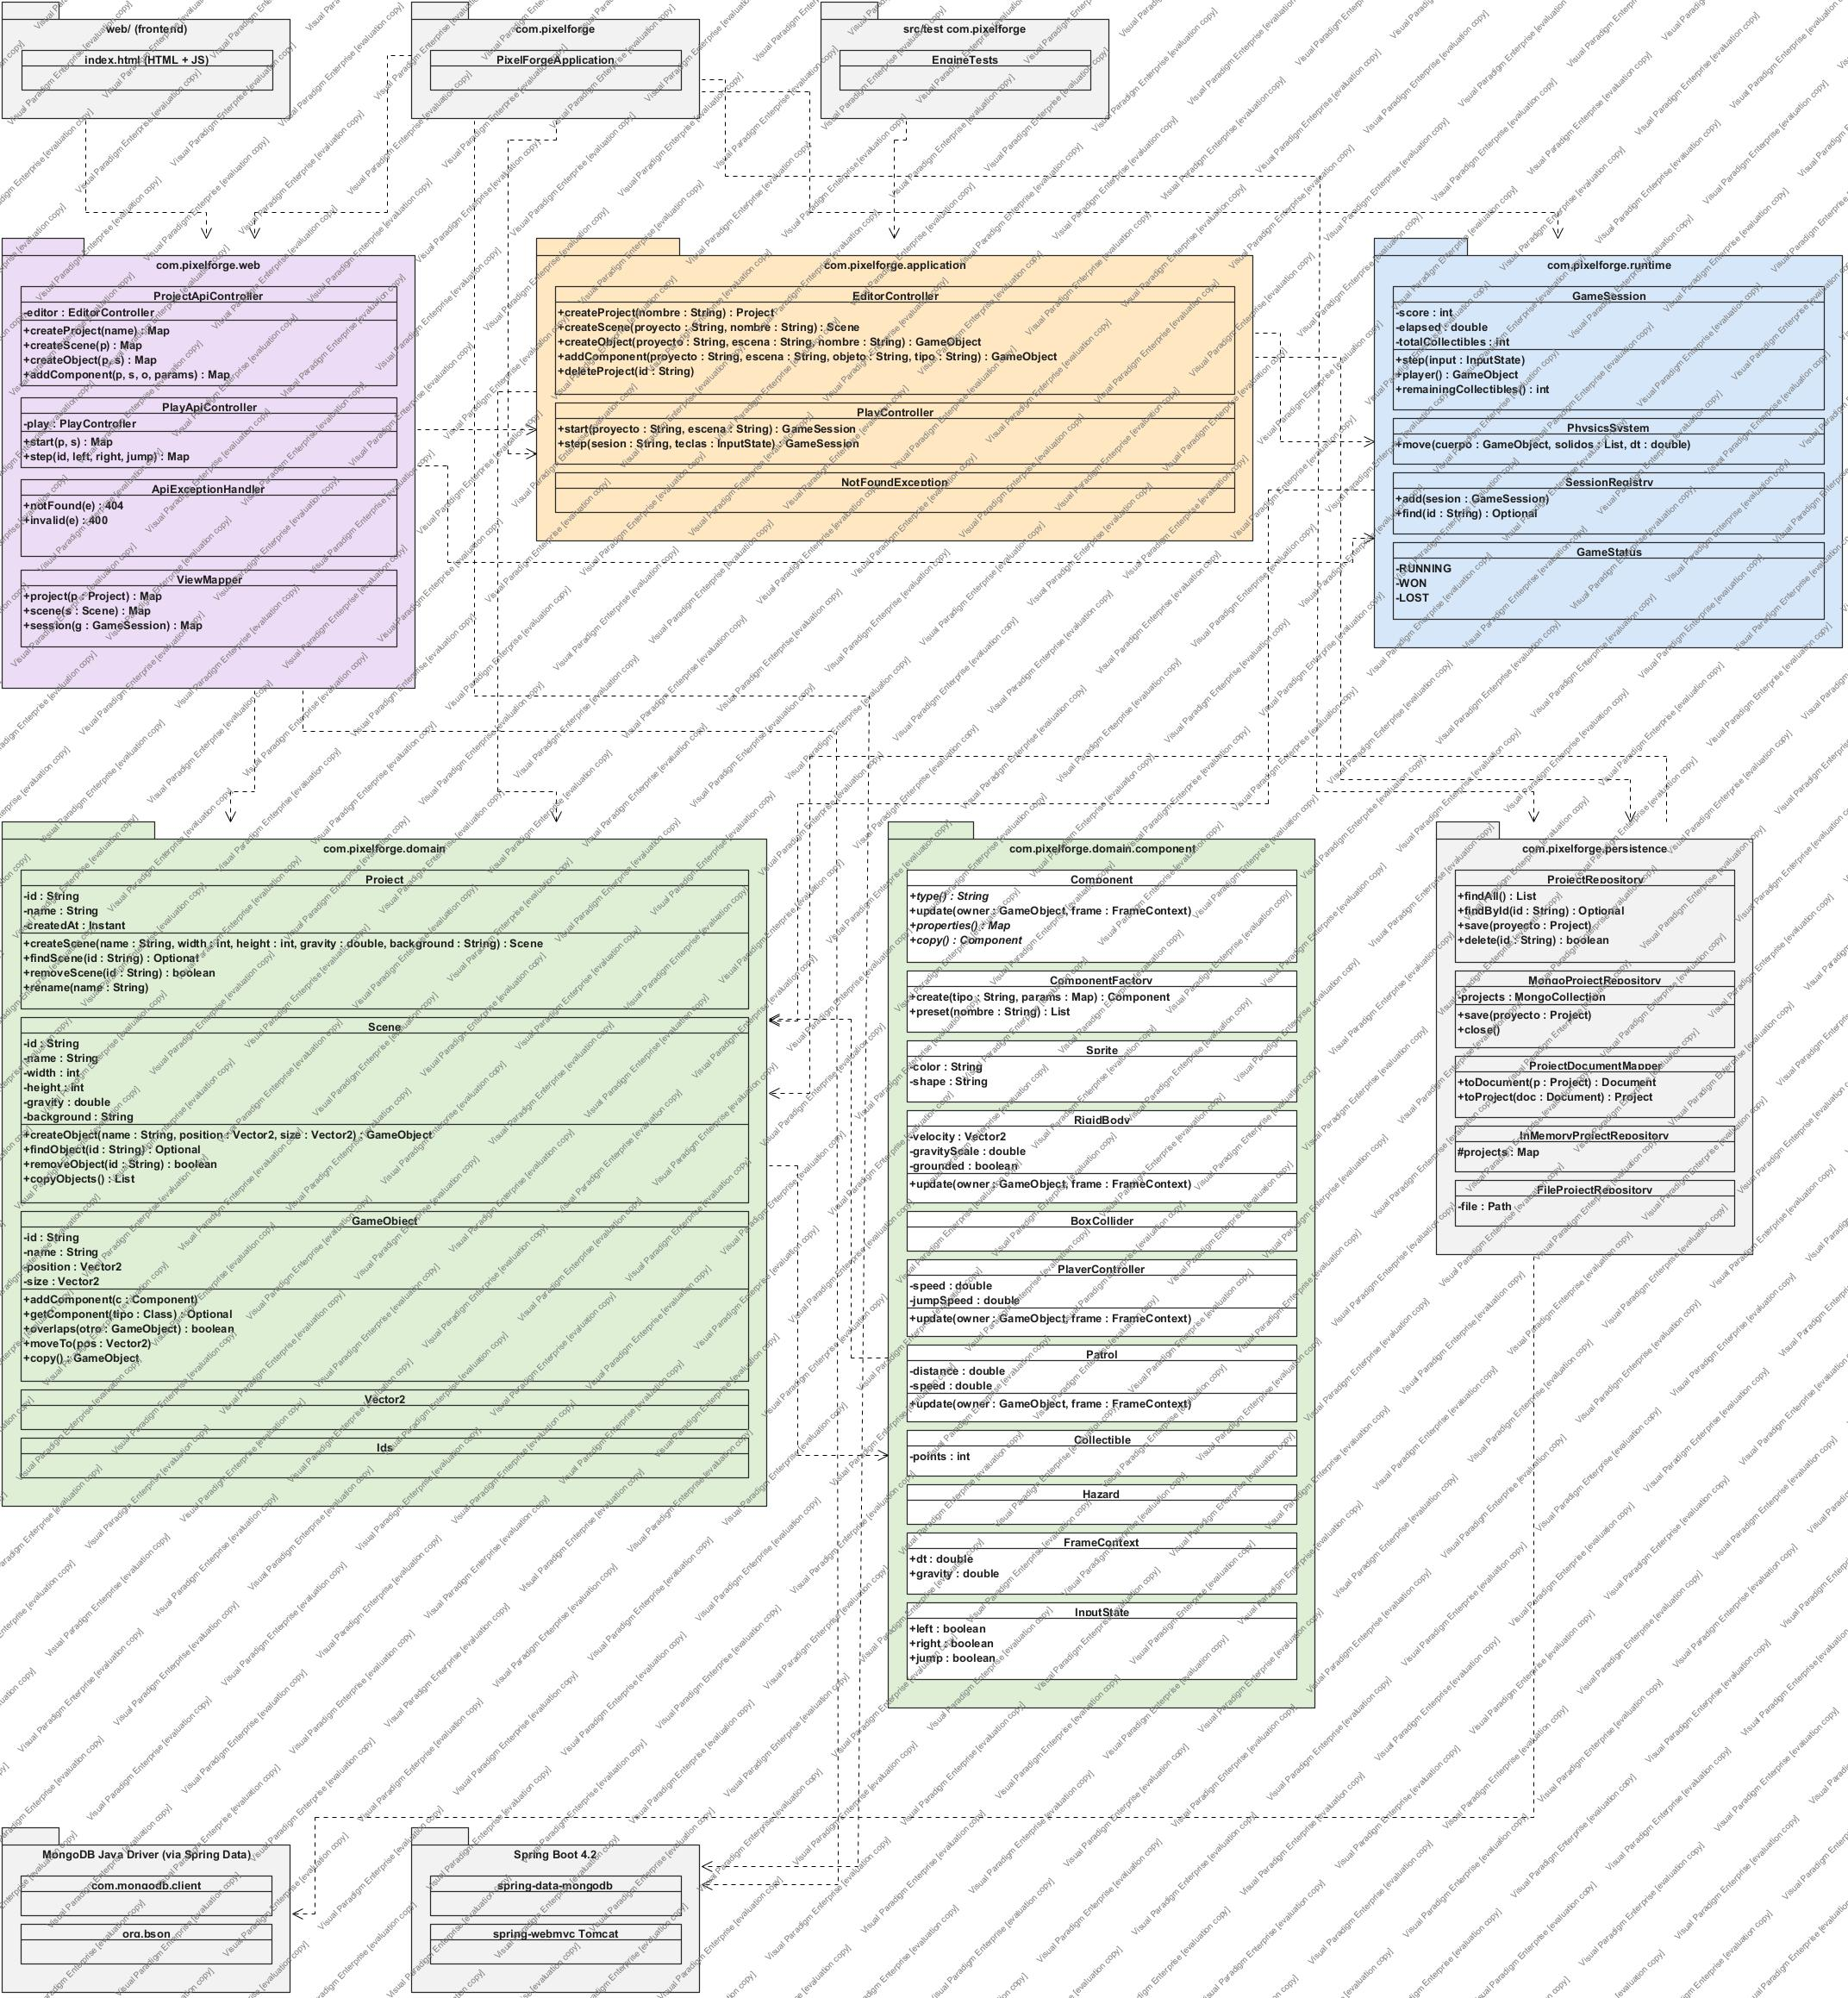 web/ (frontend)
index.html (HTML + JS)
com.pixelforge
PixelForgeApplication
src/test com.pixelforge
EngineTests
com.pixelforge.web
ProjectApiController
-editor : EditorController
+createProject(name) : Map
+createScene(p) : Map
+createObject(p, s) : Map
+addComponent(p, s, o, params) : Map
PlayApiController
-play : PlayController
+start(p, s) : Map
+step(id, left, right, jump) : Map
ApiExceptionHandler
+notFound(e) : 404
+invalid(e) : 400
ViewMapper
+project(p : Project) : Map
+scene(s : Scene) : Map
+session(g : GameSession) : Map
com.pixelforge.application
EditorController
+createProject(nombre : String) : Project
+createScene(proyecto : String, nombre : String) : Scene
+createObject(proyecto : String, escena : String, nombre : String) : GameObject
+addComponent(proyecto : String, escena : String, objeto : String, tipo : String) : GameObject
+deleteProject(id : String)
PlayController
+start(proyecto : String, escena : String) : GameSession
+step(sesion : String, teclas : InputState) : GameSession
NotFoundException
com.pixelforge.runtime
GameSession
-score : int
-elapsed : double
-totalCollectibles : int
+step(input : InputState)
+player() : GameObject
+remainingCollectibles() : int
PhysicsSystem
+move(cuerpo : GameObject, solidos : List, dt : double)
SessionRegistry
+add(sesion : GameSession)
+find(id : String) : Optional
GameStatus
-RUNNING
-WON
-LOST
com.pixelforge.domain
Project
-id : String
-name : String
-createdAt : Instant
+createScene(name : String, width : int, height : int, gravity : double, background : String) : Scene
+findScene(id : String) : Optional
+removeScene(id : String) : boolean
+rename(name : String)
Scene
-id : String
-name : String
-width : int
-height : int
-gravity : double
-background : String
+createObject(name : String, position : Vector2, size : Vector2) : GameObject
+findObject(id : String) : Optional
+removeObject(id : String) : boolean
+copyObjects() : List
GameObject
-id : String
-name : String
-position : Vector2
-size : Vector2
+addComponent(c : Component)
+getComponent(tipo : Class) : Optional
+overlaps(otro : GameObject) : boolean
+moveTo(pos : Vector2)
+copy() : GameObject
Vector2
Ids
com.pixelforge.domain.component
Component
+type() : String
+update(owner : GameObject, frame : FrameContext)
+properties() : Map
+copy() : Component
ComponentFactory
+create(tipo : String, params : Map) : Component
+preset(nombre : String) : List
Sprite
-color : String
-shape : String
RigidBody
-velocity : Vector2
-gravityScale : double
-grounded : boolean
+update(owner : GameObject, frame : FrameContext)
BoxCollider
PlayerController
-speed : double
-jumpSpeed : double
+update(owner : GameObject, frame : FrameContext)
Patrol
-distance : double
-speed : double
+update(owner : GameObject, frame : FrameContext)
Collectible
-points : int
Hazard
FrameContext
+dt : double
+gravity : double
InputState
+left : boolean
+right : boolean
+jump : boolean
com.pixelforge.persistence
ProjectRepository
+findAll() : List
+findById(id : String) : Optional
+save(proyecto : Project)
+delete(id : String) : boolean
MongoProjectRepository
-projects : MongoCollection
+save(proyecto : Project)
+close()
ProjectDocumentMapper
+toDocument(p : Project) : Document
+toProject(doc : Document) : Project
InMemoryProjectRepository
#projects : Map
FileProjectRepository
-file : Path
MongoDB Java Driver (via Spring Data)
com.mongodb.client
org.bson
Spring Boot 4.2
spring-data-mongodb
spring-webmvc Tomcat
Visual Paradigm Enterprise [evaluation copy]